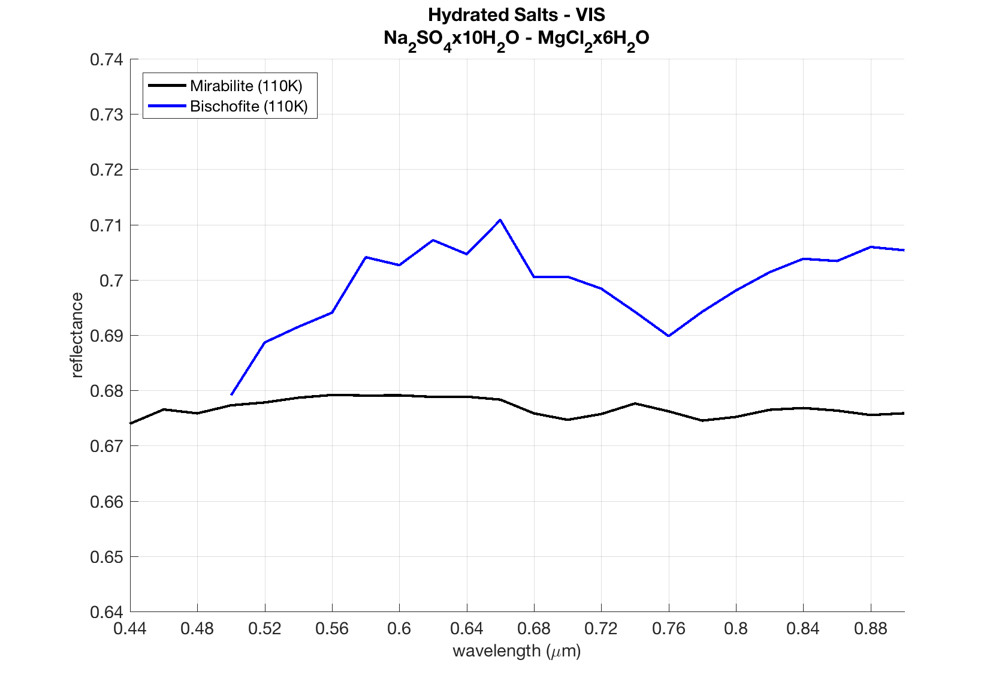 Hydrated Salts - VIS
Na₂SO₄x10H₂O - MgCl₂x6H₂O
0.74
Mirabilite (110K)
Bischofite (110K)
0.73
0.72
0.71
0.7
0.69
0.68
0.67
0.66
0.65
0.64
reflectance
0.44 0.48 0.52 0.56 0.6 0.64 0.68 0.72 0.76 0.8 0.84 0.88
wavelength (μm)